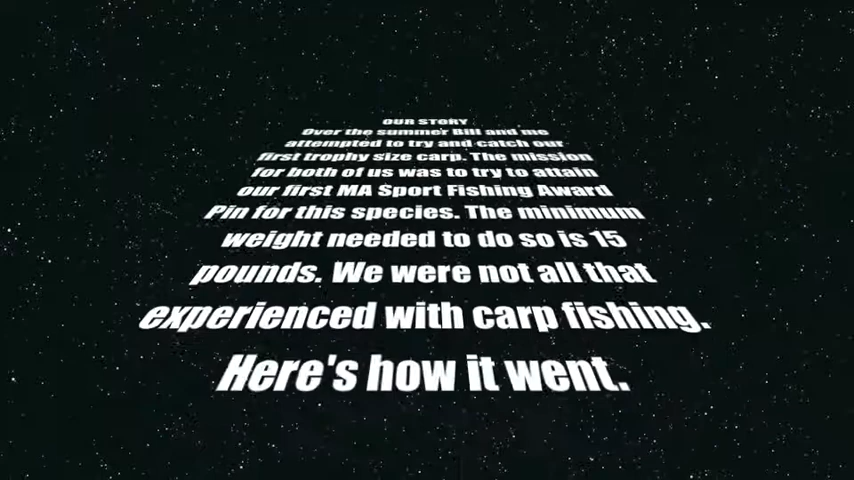 OUR STORY
Over the summer Bill and me
attempted to try and catch our
first trophy size carp. The mission
for both of us was to try to attain
our first MA Sport Fishing Award
Pin for this species. The minimum
weight needed to do so is 15
pounds. We were not all that
experienced with carp fishing.
Here's how it went.